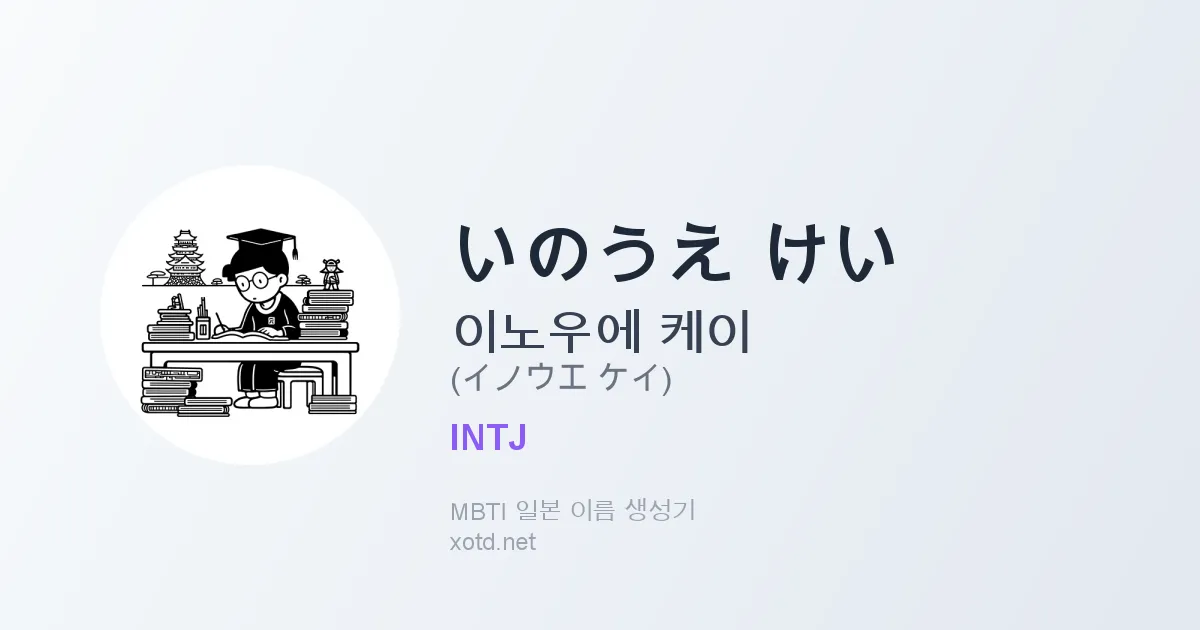 いのうえ けい
이노우에 케이
(イノウエ ケイ)
INTJ
MBTI 일본 이름 생성기
xotd.net